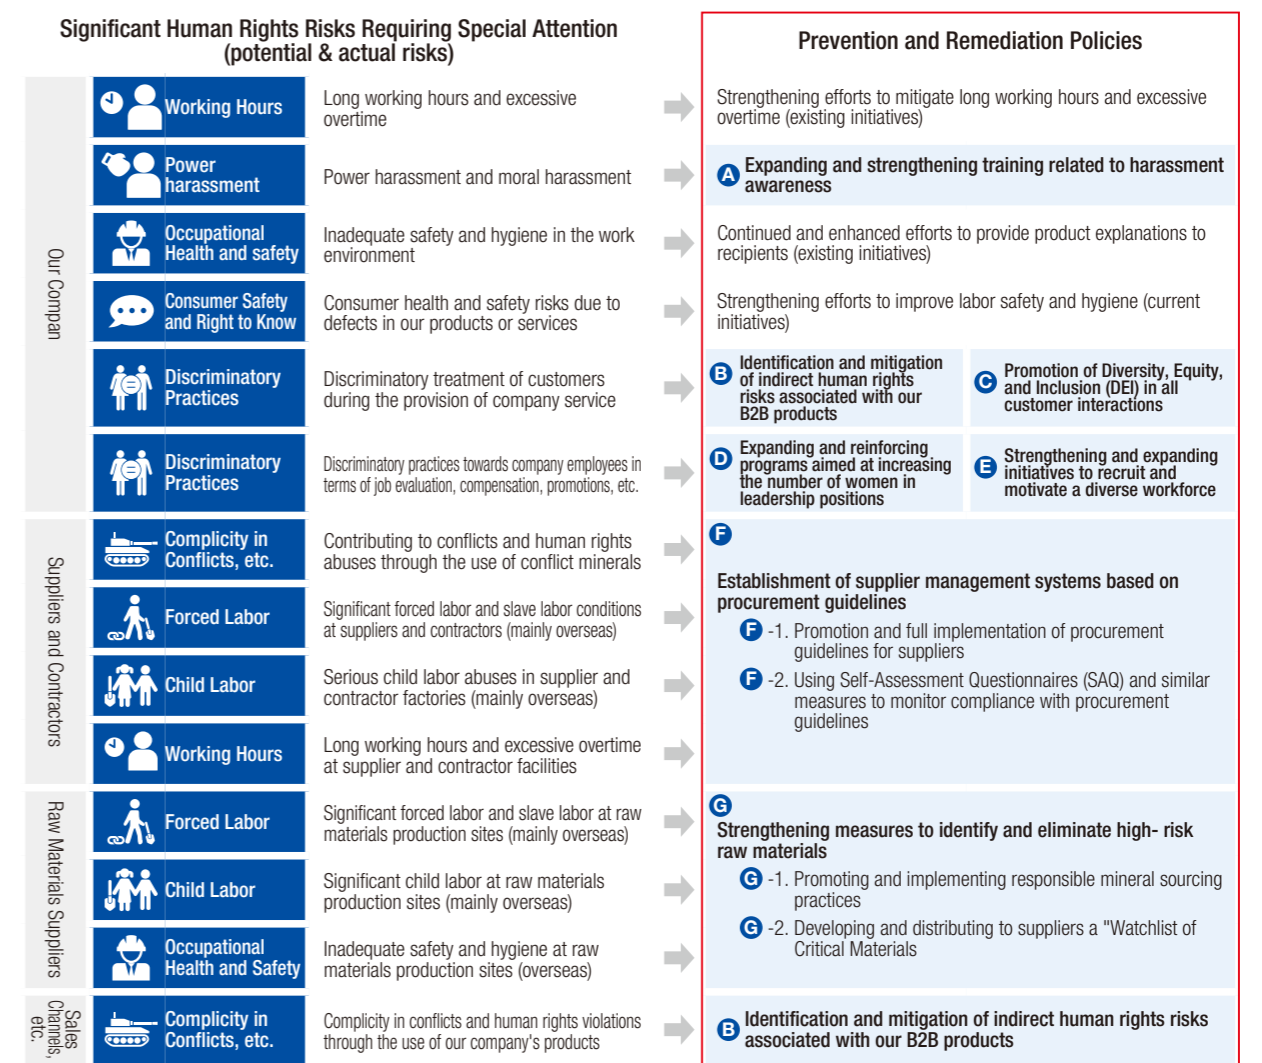 Significant Human Rights Risks Requiring Special Attention
(potential & actual risks)
Prevention and Remediation Policies
Our Compan
Working Hours
Long working hours and excessive
overtime
Strengthening efforts to mitigate long working hours and excessive
overtime (existing initiatives)
Power
harassment
Power harassment and moral harassment
A Expanding and strengthening training related to harassment
awareness
Occupational
Health and safety
Inadequate safety and hygiene in the work
environment
Continued and enhanced efforts to provide product explanations to
recipients (existing initiatives)
Consumer Safety
and Right to Know
Consumer health and safety risks due to
defects in our products or services
Strengthening efforts to improve labor safety and hygiene (current
initiatives)
Discriminatory
Practices
Discriminatory treatment of customers
during the provision of company service
B Identification and mitigation
of indirect human rights
risks associated with our
B2B products
C Promotion of Diversity, Equity,
and Inclusion (DEI) in all
customer interactions
Discriminatory
Practices
Discriminatory practices towards company employees in
terms of job evaluation, compensation, promotions, etc.
D Expanding and reinforcing
programs aimed at increasing
the number of women in
leadership positions
E Strengthening and expanding
initiatives to recruit and
motivate a diverse workforce
Suppliers and Contractors
Complicity in
Conflicts, etc.
Contributing to conflicts and human rights
abuses through the use of conflict minerals
Forced Labor
Significant forced labor and slave labor conditions
at suppliers and contractors (mainly overseas)
Child Labor
Serious child labor abuses in supplier and
contractor factories (mainly overseas)
Working Hours
Long working hours and excessive overtime
at supplier and contractor facilities
F
Establishment of supplier management systems based on
procurement guidelines
F -1. Promotion and full implementation of procurement
guidelines for suppliers
F -2. Using Self-Assessment Questionnaires (SAQ) and similar
measures to monitor compliance with procurement
guidelines
Raw Materials Suppliers
Forced Labor
Significant forced labor and slave labor at raw
materials production sites (mainly overseas)
Child Labor
Significant child labor at raw materials
production sites (mainly overseas)
Occupational
Health and Safety
Inadequate safety and hygiene at raw
materials production sites (overseas)
G
Strengthening measures to identify and eliminate high- risk
raw materials
G -1. Promoting and implementing responsible mineral sourcing
practices
G -2. Developing and distributing to suppliers a "Watchlist of
Critical Materials
Sales
Channels,
etc.
Complicity in
Conflicts, etc.
Complicity in conflicts and human rights violations
through the use of our company's products
B Identification and mitigation of indirect human rights risks
associated with our B2B products